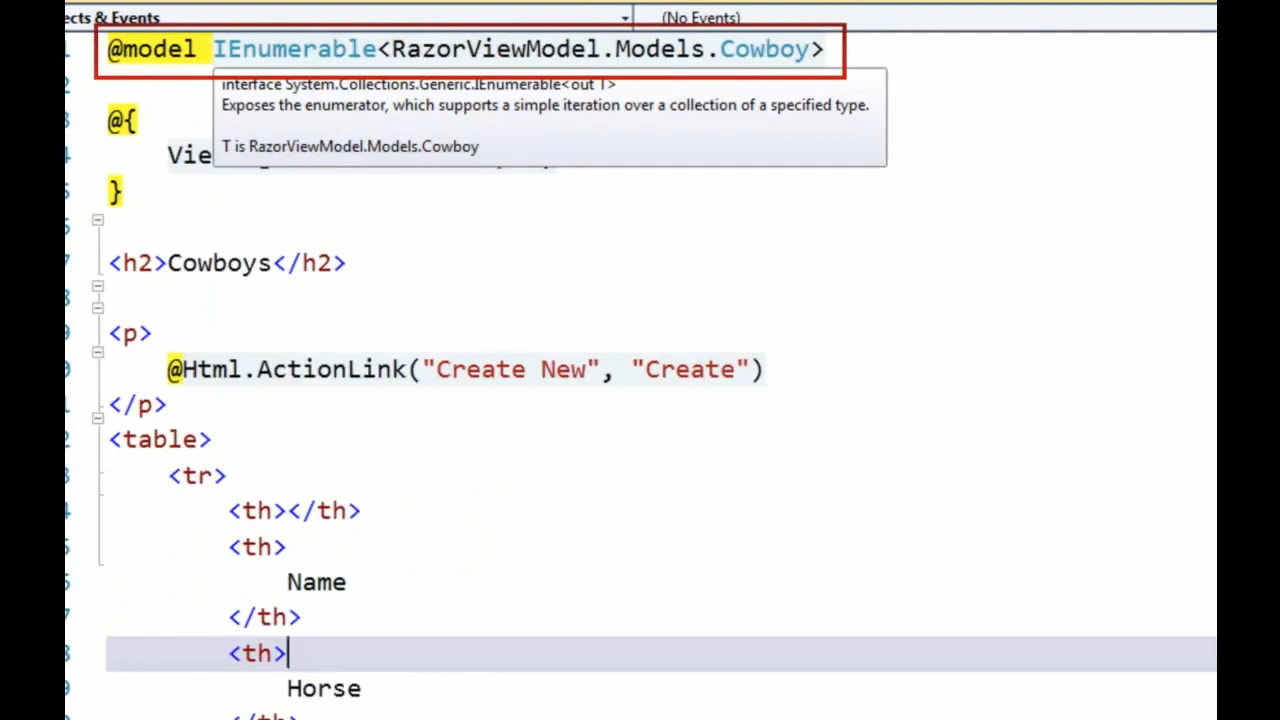 ects & Events
(No Events)
@model IEnumerable<RazorViewModel.Models.Cowboy>
interface System.Collections.Generic.IEnumerable<out T>
Exposes the enumerator, which supports a simple iteration over a collection of a specified type.
@{
T is RazorViewModel.Models.Cowboy
Vie
}
<h2>Cowboys</h2>
<p>
@Html.ActionLink("Create New", "Create")
</p>
<table>
<tr>
<th></th>
<th>
Name
</th>
<th>
Horse
</th>